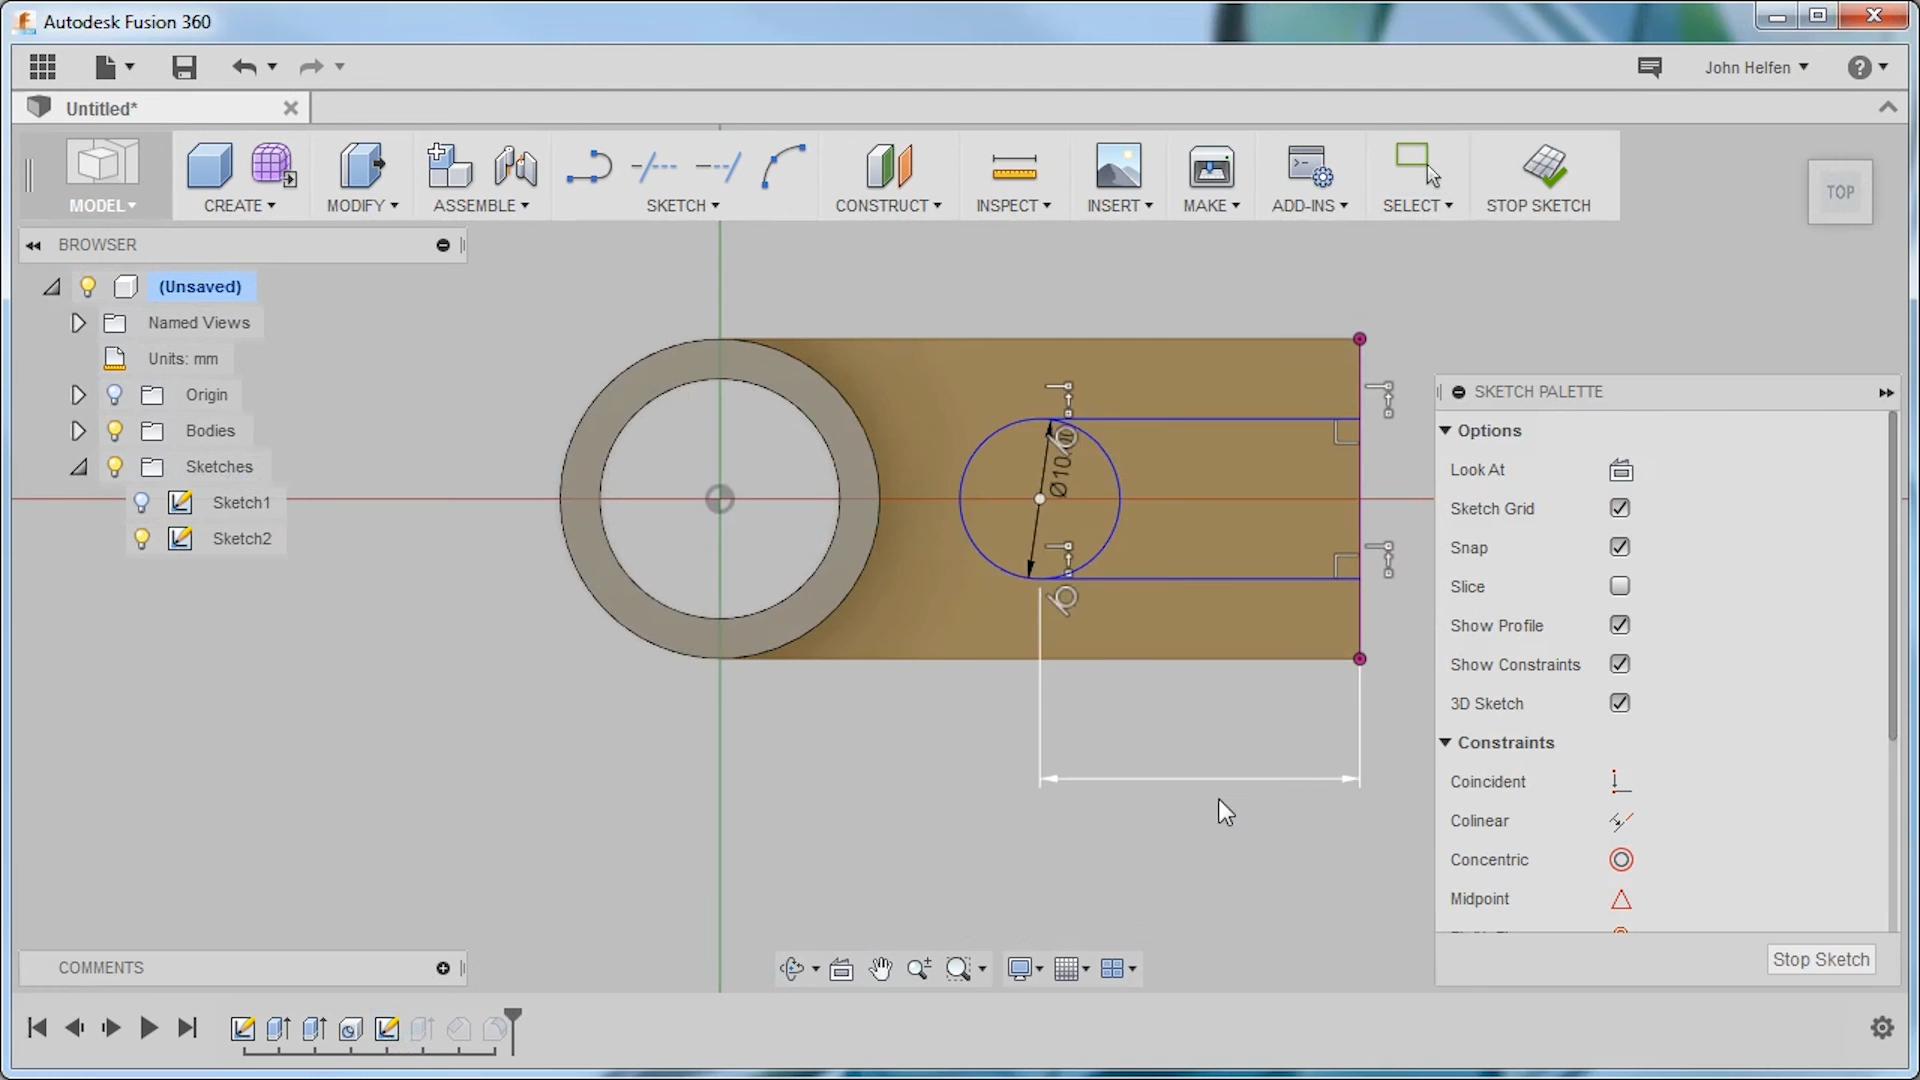 Autodesk Fusion 360
John Helfen
Untitled*
MODEL
CREATE
MODIFY
ASSEMBLE
SKETCH
CONSTRUCT
INSPECT
INSERT
MAKE
ADD-INS
SELECT
STOP SKETCH
TOP
BROWSER
(Unsaved)
Named Views
Units: mm
Origin
Bodies
Sketches
Sketch1
Sketch2
SKETCH PALETTE
Options
Look At
Sketch Grid
Snap
Slice
Show Profile
Show Constraints
3D Sketch
Constraints
Coincident
Colinear
Concentric
Midpoint
Stop Sketch
COMMENTS